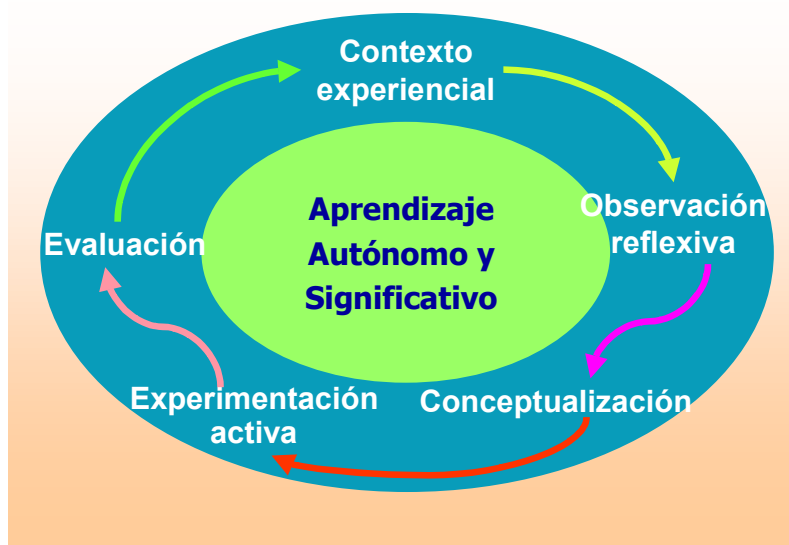 Contexto
experiencial
Observación
reflexiva
Conceptualización
Experimentación
activa
Evaluación
Aprendizaje
Autónomo y
Significativo